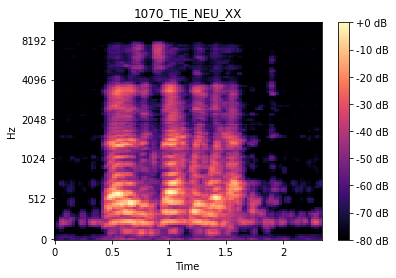 1070_TIE_NEU_XX
8192
4096
2048
1024
512
0
Hz
0
0.5
1
1.5
2
Time
+0 dB
-10 dB
-20 dB
-30 dB
-40 dB
-50 dB
-60 dB
-70 dB
-80 dB